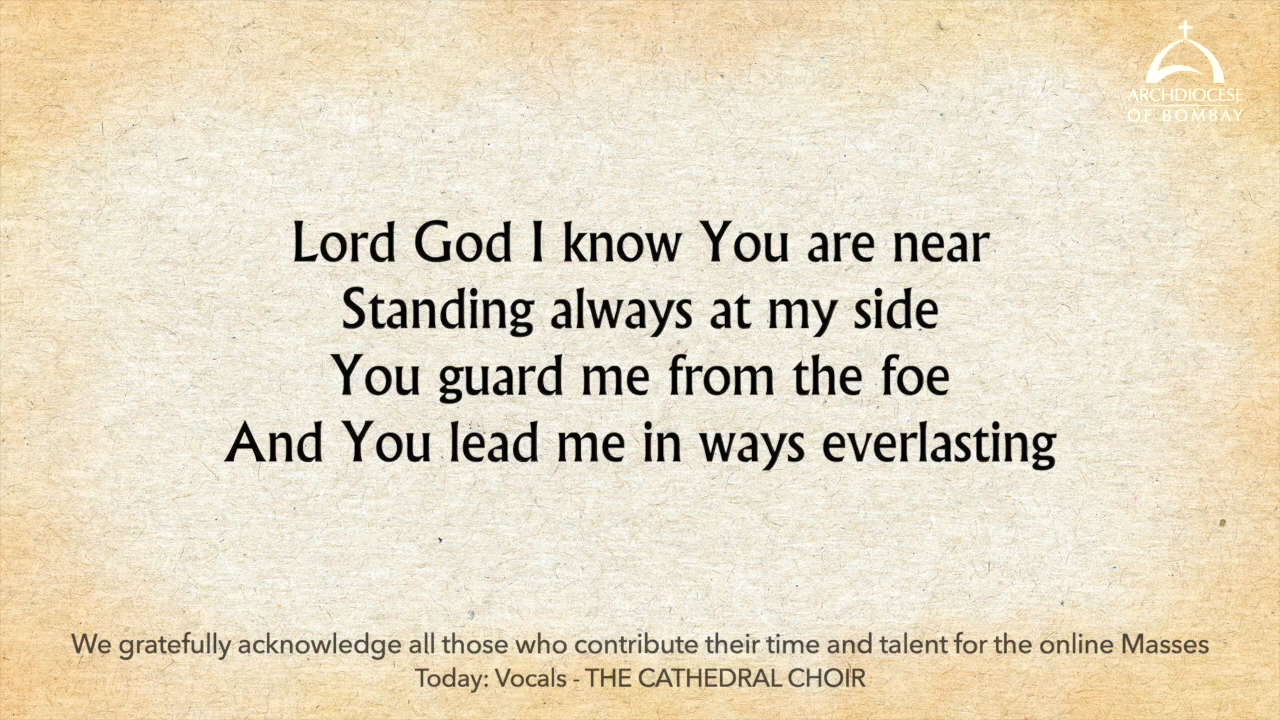 ARCHDIOCESE
OF BOMBAY
Lord God I know You are near
Standing always at my side
You guard me from the foe
And You lead me in ways everlasting
We gratefully acknowledge all those who contribute their time and talent for the online Masses
Today: Vocals - THE CATHEDRAL CHOIR